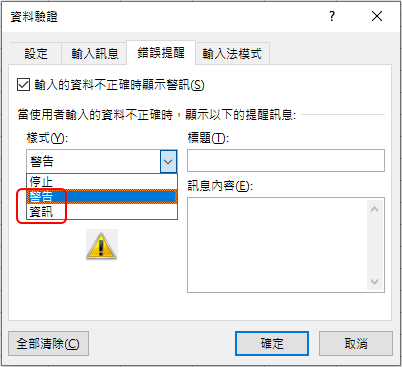 資料驗證
設定
輸入訊息
錯誤提醒
輸入法模式
輸入的資料不正確時顯示警訊(S)
當使用者輸入的資料不正確時，顯示以下的提醒訊息:
樣式(Y):
警告
停止
警告
資訊
標題(T):
訊息內容(E):
全部清除(C)
確定
取消